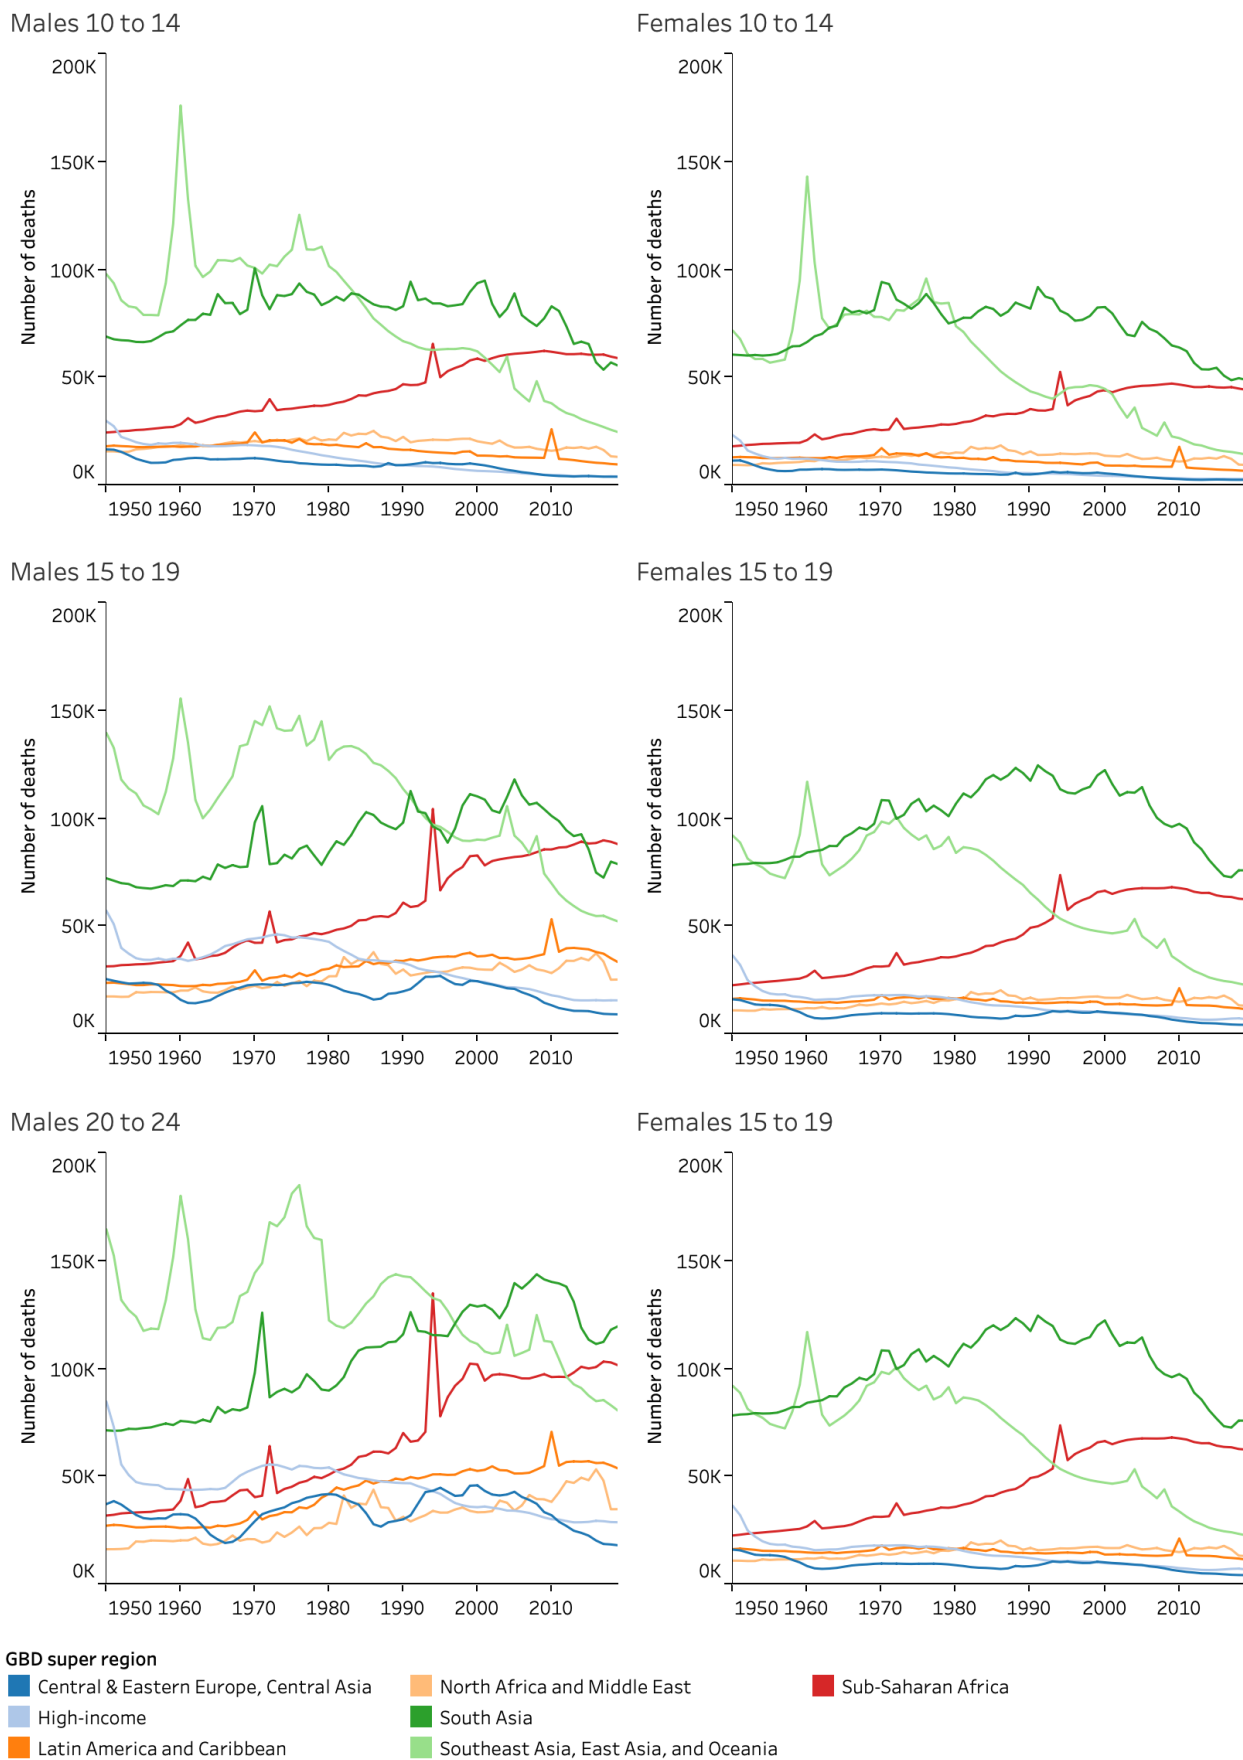 Males 10 to 14
Females 10 to 14
200K
150K
100K
50K
0K
Number of deaths
1950 1960 1970 1980 1990 2000 2010
200K
150K
100K
50K
0K
Number of deaths
1950 1960 1970 1980 1990 2000 2010
Males 15 to 19
Females 15 to 19
200K
150K
100K
50K
0K
Number of deaths
1950 1960 1970 1980 1990 2000 2010
200K
150K
100K
50K
0K
Number of deaths
1950 1960 1970 1980 1990 2000 2010
Males 20 to 24
Females 15 to 19
200K
150K
100K
50K
0K
Number of deaths
1950 1960 1970 1980 1990 2000 2010
200K
150K
100K
50K
0K
Number of deaths
1950 1960 1970 1980 1990 2000 2010
GBD super region
Central & Eastern Europe, Central Asia
High-income
Latin America and Caribbean
North Africa and Middle East
South Asia
Southeast Asia, East Asia, and Oceania
Sub-Saharan Africa